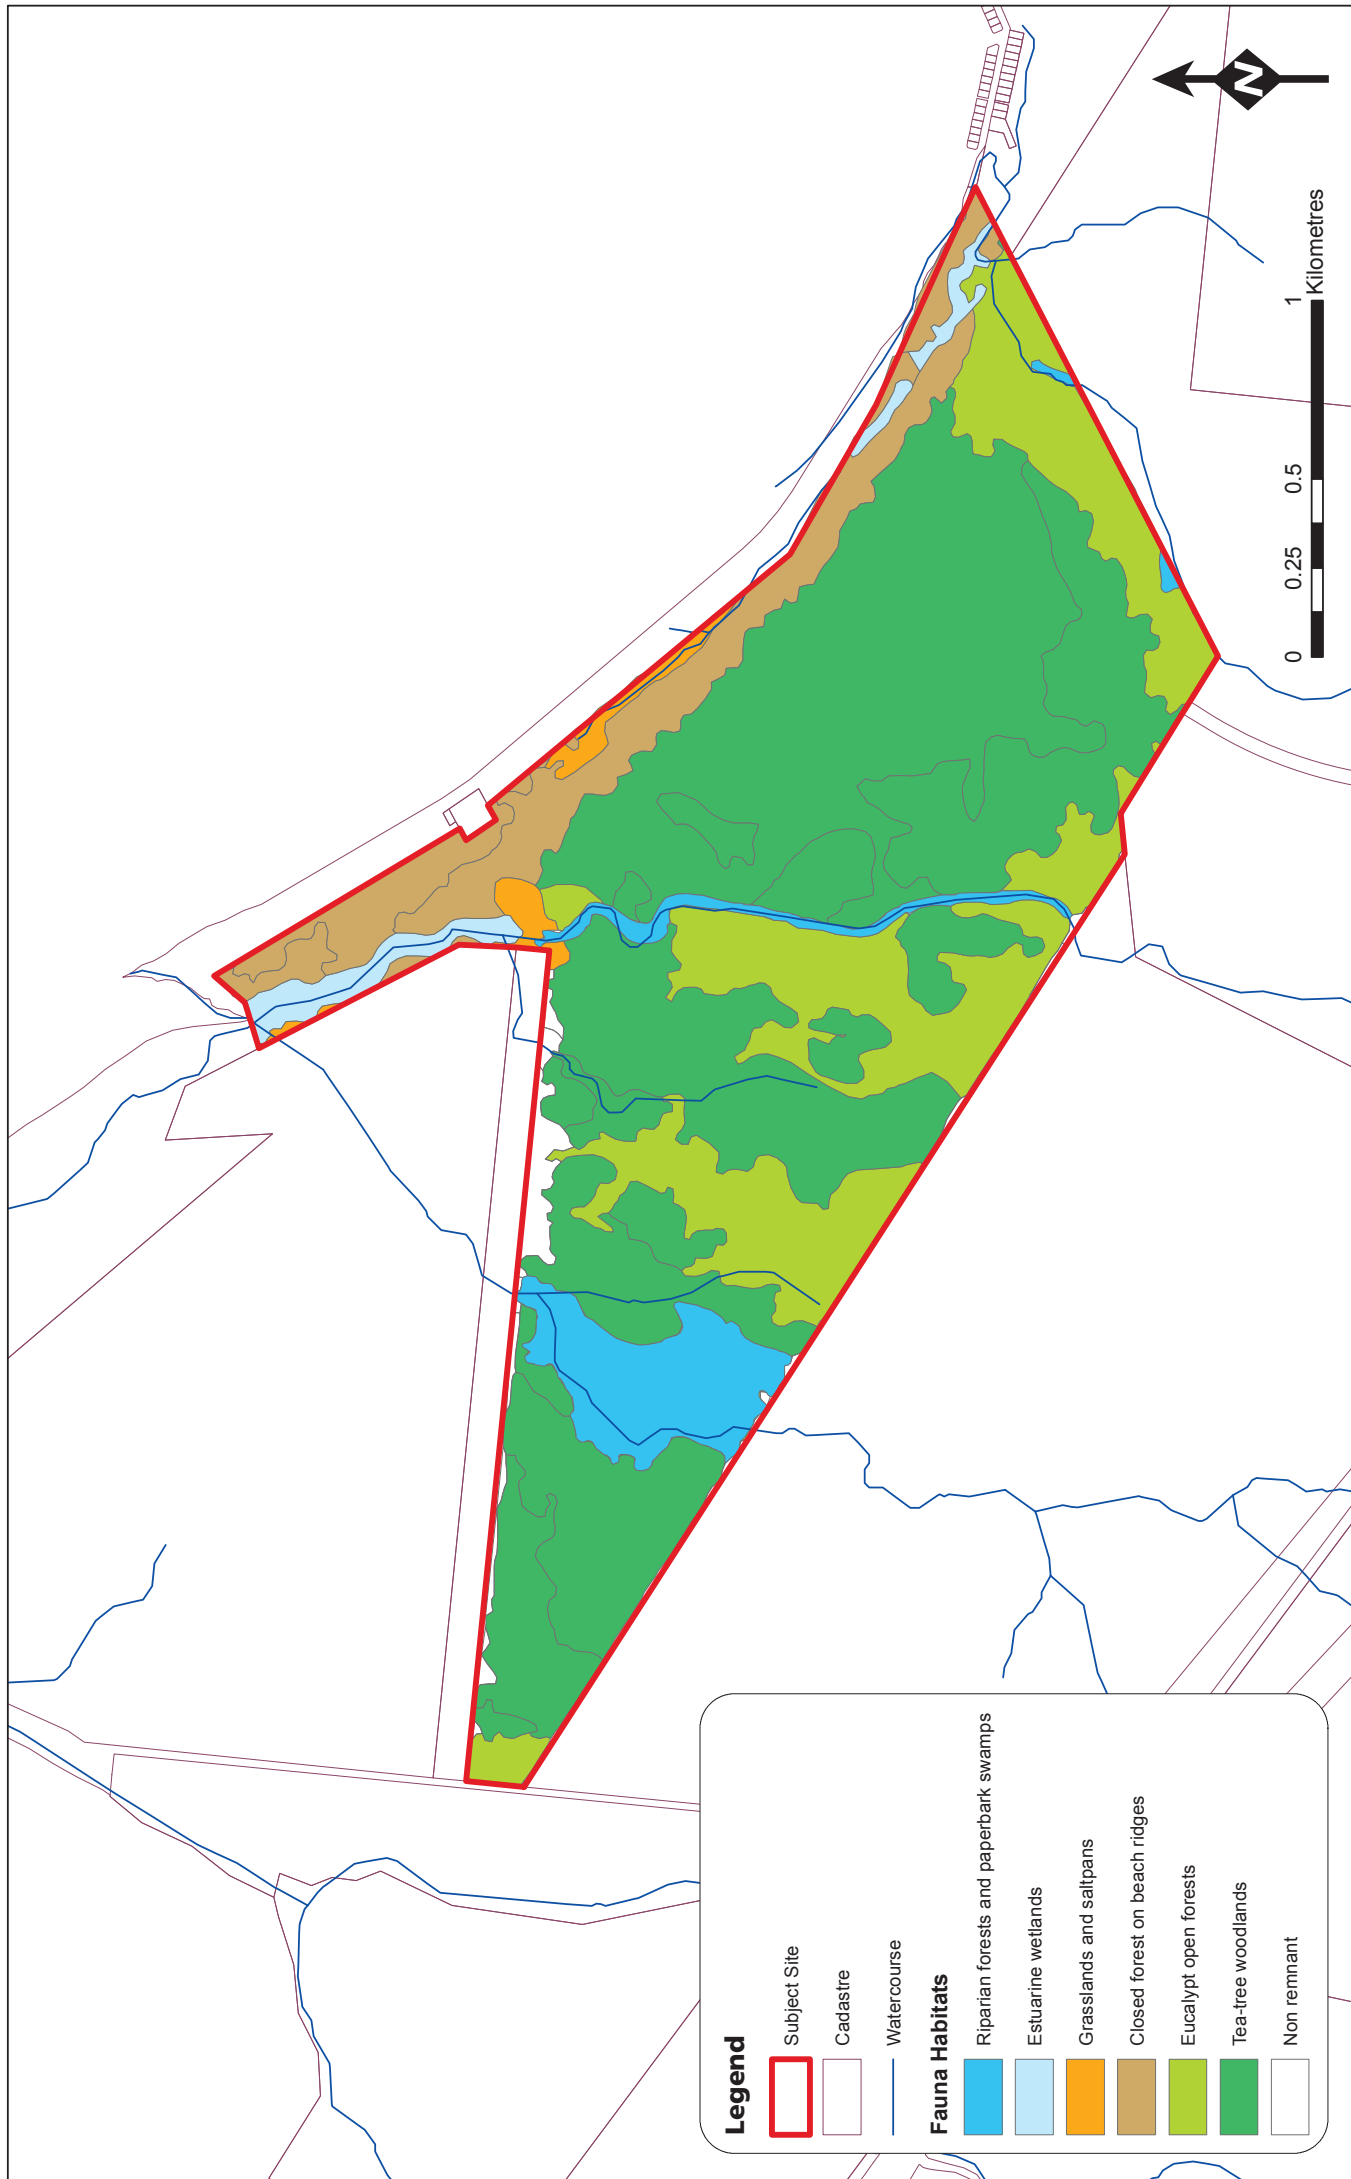 Legend
Subject Site
Cadastre
Watercourse
Fauna Habitats
Riparian forests and paperbark swamps
Estuarine wetlands
Grasslands and saltpans
Closed forest on beach ridges
Eucalypt open forests
Tea-tree woodlands
Non remnant
0 0.25 0.5 1
Kilometres
N